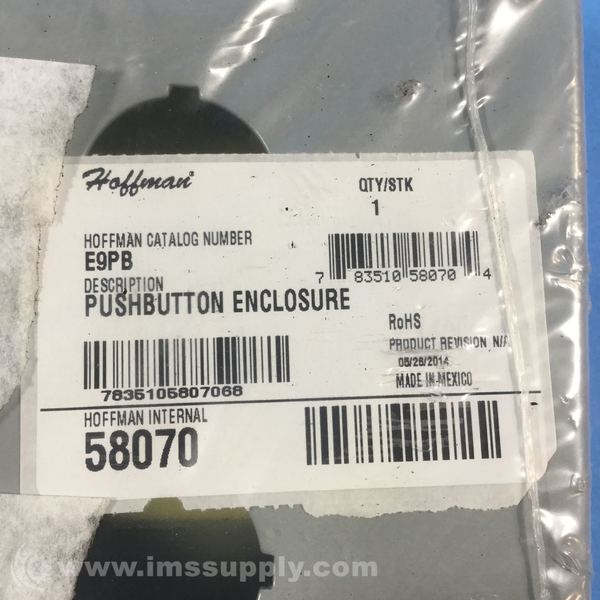 Hoffman
QTY/STK
1
HOFFMAN CATALOG NUMBER
E9PB
7 83510 58070 4
DESCRIPTION
PUSHBUTTON ENCLOSURE
RoHS
PRODUCT REVISION N/A
05/28/2014
MADE IN MEXICO
7835105807068
HOFFMAN INTERNAL
58070
www.imssupply.com